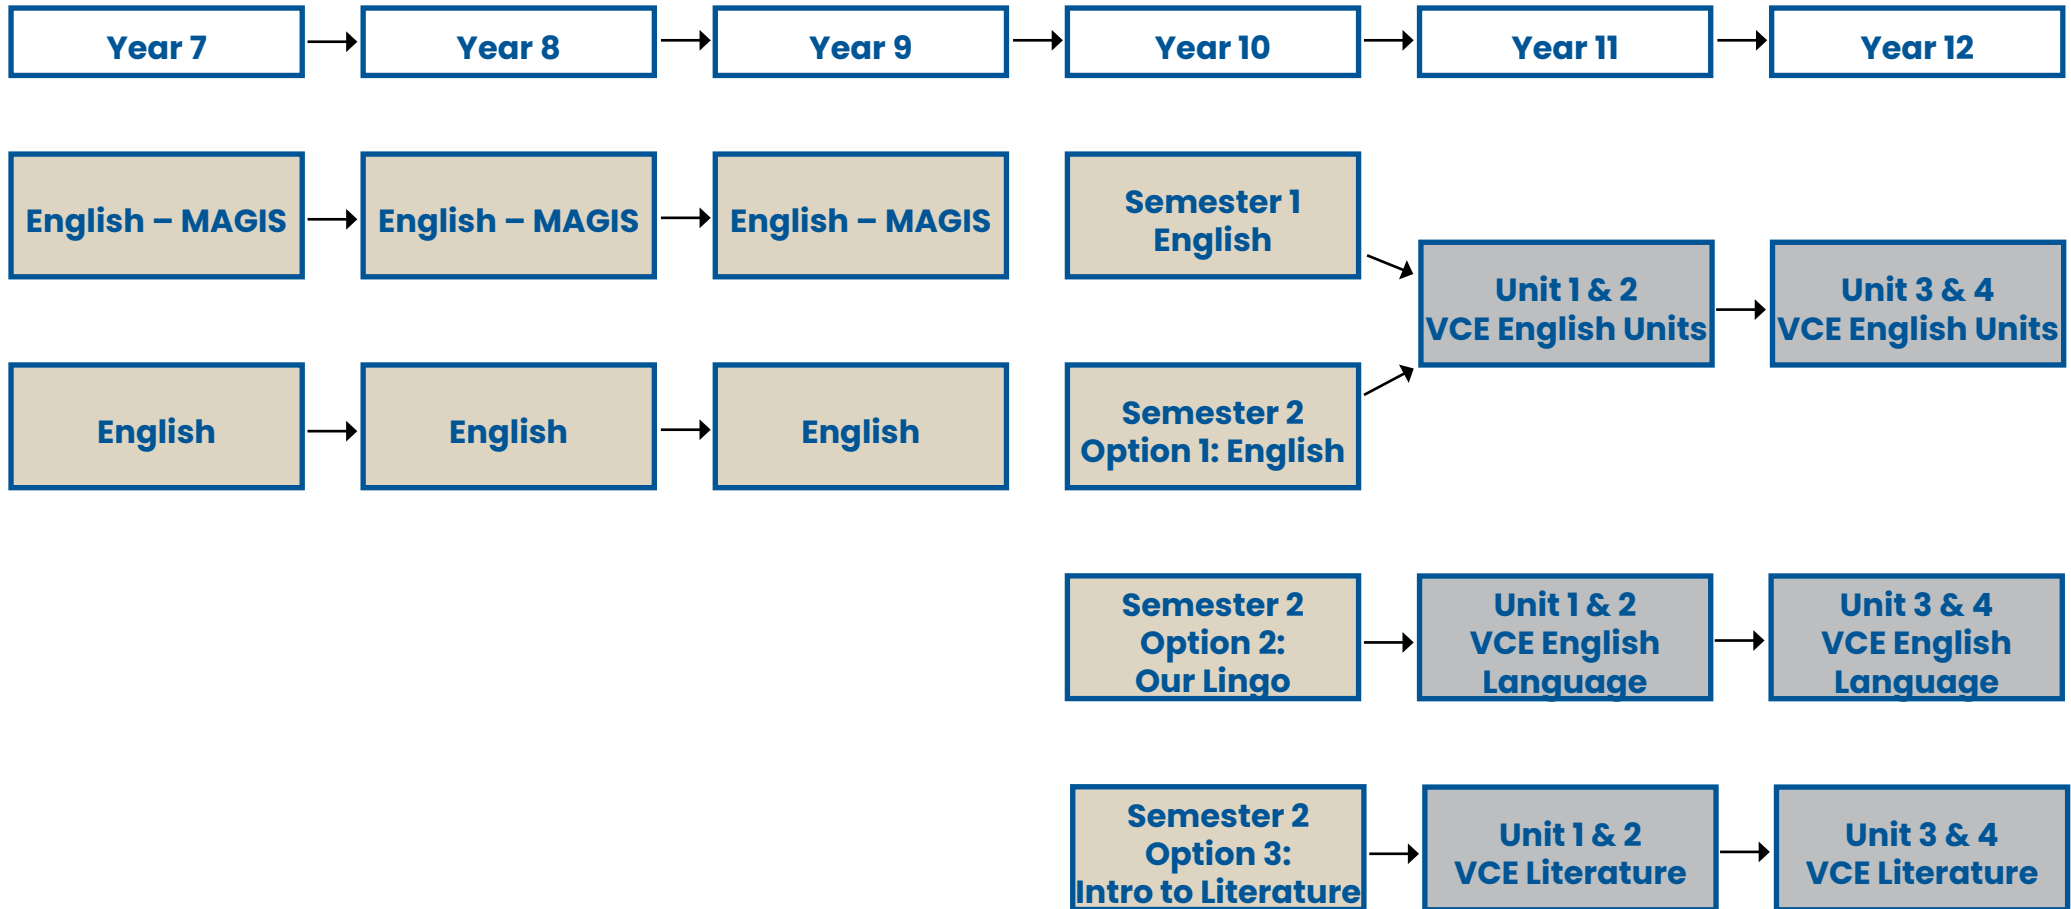 Year 7
Year 8
Year 9
Year 10
Year 11
Year 12
English – MAGIS
English – MAGIS
English – MAGIS
Semester 1
English
Unit 1 & 2
VCE English Units
Unit 3 & 4
VCE English Units
English
English
English
Semester 2
Option 1: English
Semester 2
Option 2:
Our Lingo
Unit 1 & 2
VCE English
Language
Unit 3 & 4
VCE English
Language
Semester 2
Option 3:
Intro to Literature
Unit 1 & 2
VCE Literature
Unit 3 & 4
VCE Literature